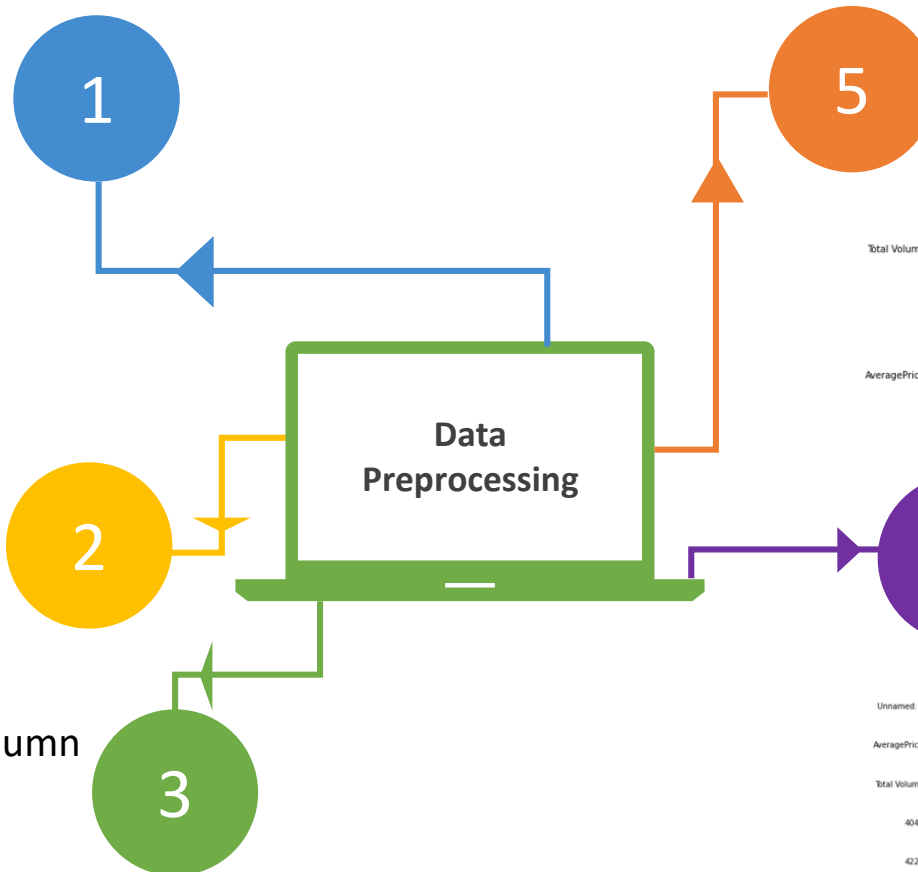 1
5
Total Volum
AveragePric
Data
Preprocessing
2
umn
3
Unnamed:
AveragePric
Total Volum
404
422